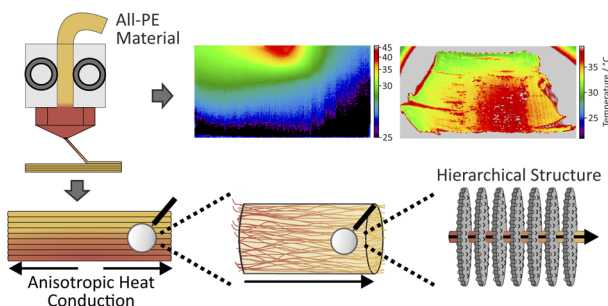 All-PE
Material
45
40
35
30
25
35
30
25
Temperature / °C
Hierarchical Structure
Anisotropic Heat
Conduction